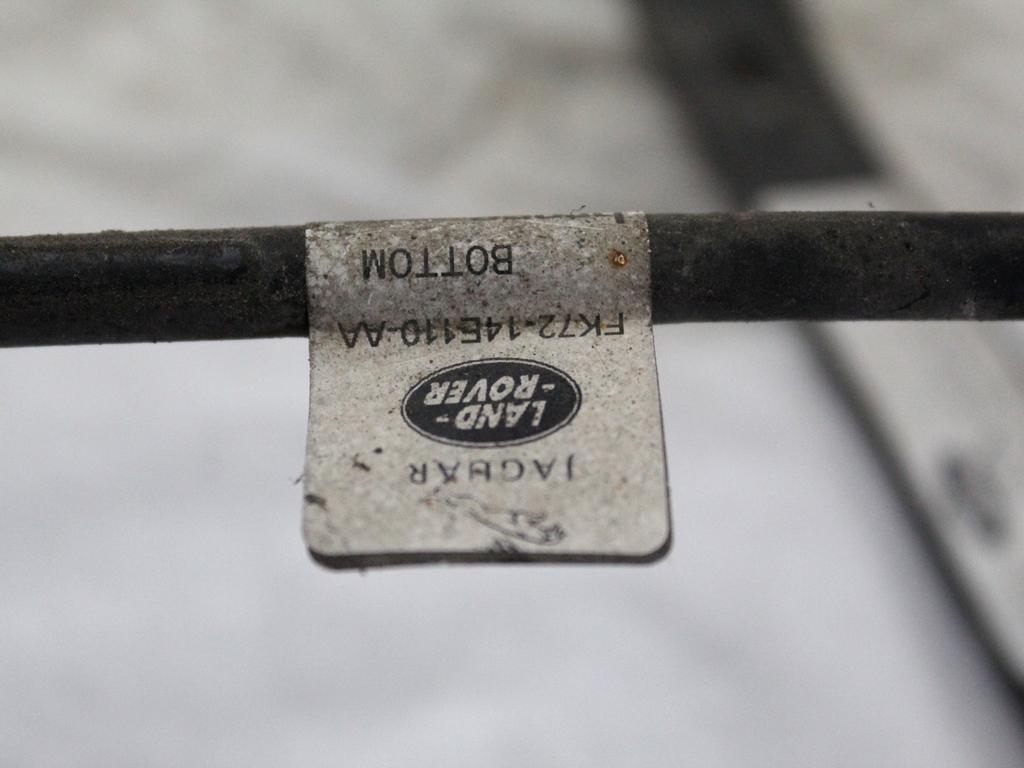 JAGUAR
LAND-
-ROVER
FK72-14E110-AA
BOTTOM